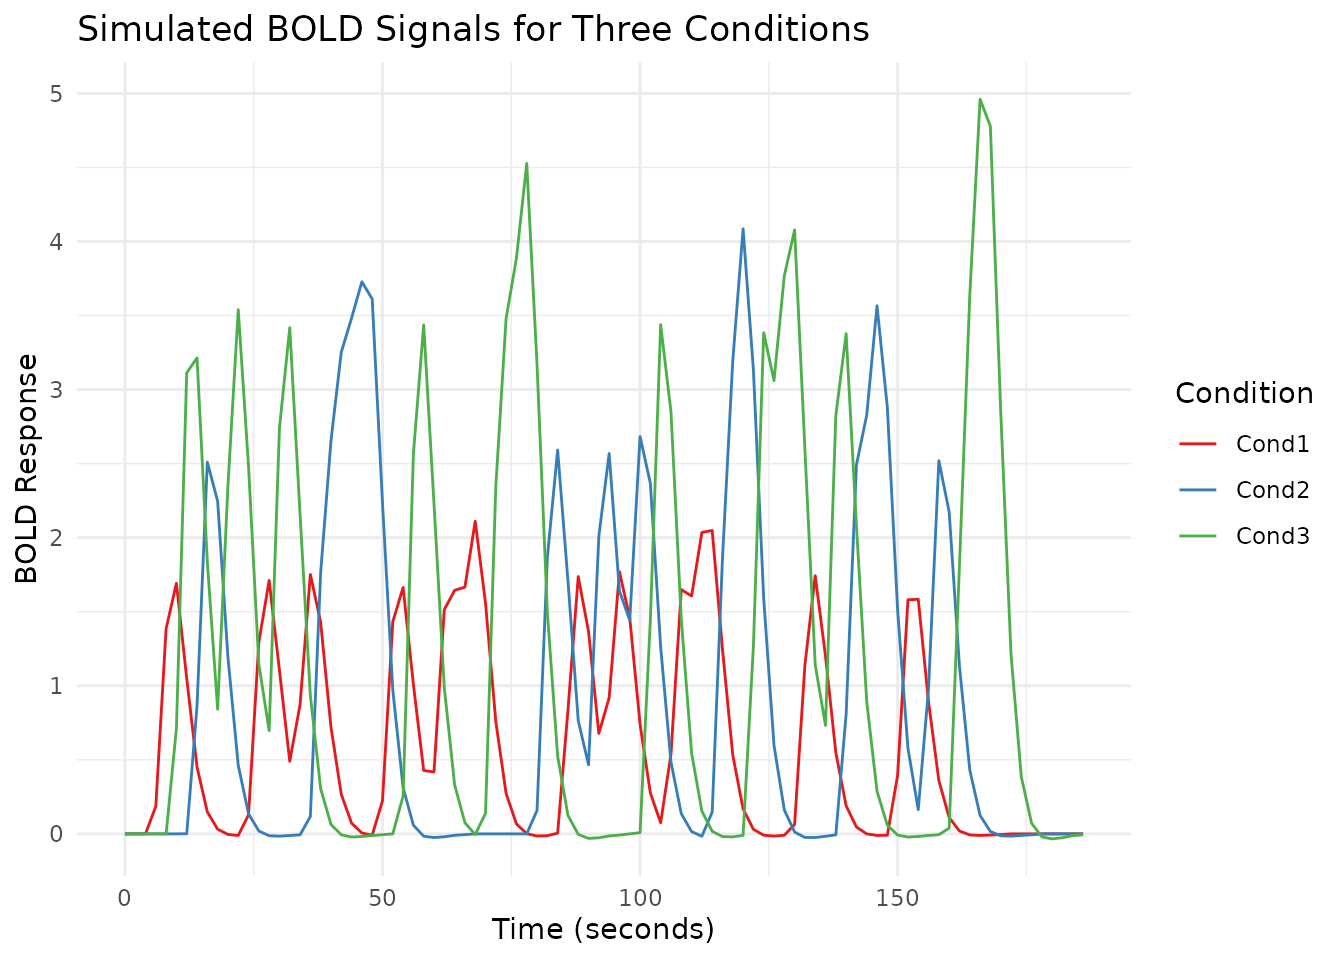 Simulated BOLD Signals for Three Conditions
5
4
3
2
1
0
BOLD Response
0 50 100 150
Time (seconds)
Condition
Cond1
Cond2
Cond3